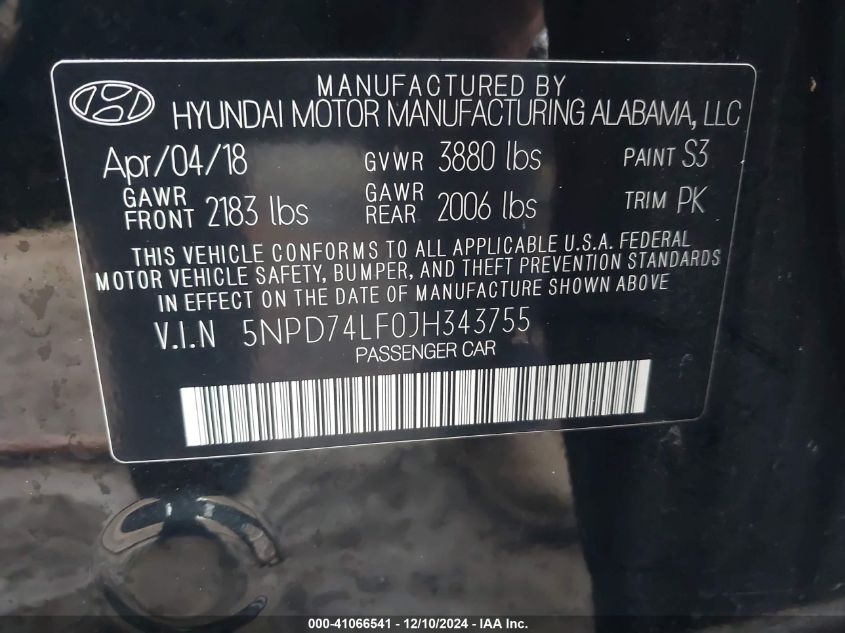 MANUFACTURED BY
HYUNDAI MOTOR MANUFACTURING ALABAMA, LLC
Apr/04/18 GVWR 3880 lbs PAINT S3
GAWR FRONT 2183 lbs GAWR REAR 2006 lbs TRIM PK
THIS VEHICLE CONFORMS TO ALL APPLICABLE U.S.A. FEDERAL
MOTOR VEHICLE SAFETY, BUMPER, AND THEFT PREVENTION STANDARDS
IN EFFECT ON THE DATE OF MANUFACTURE SHOWN ABOVE
V.I.N 5NPD74LF0JH343755
PASSENGER CAR
000-41066541 - 12/10/2024 - IAA Inc.